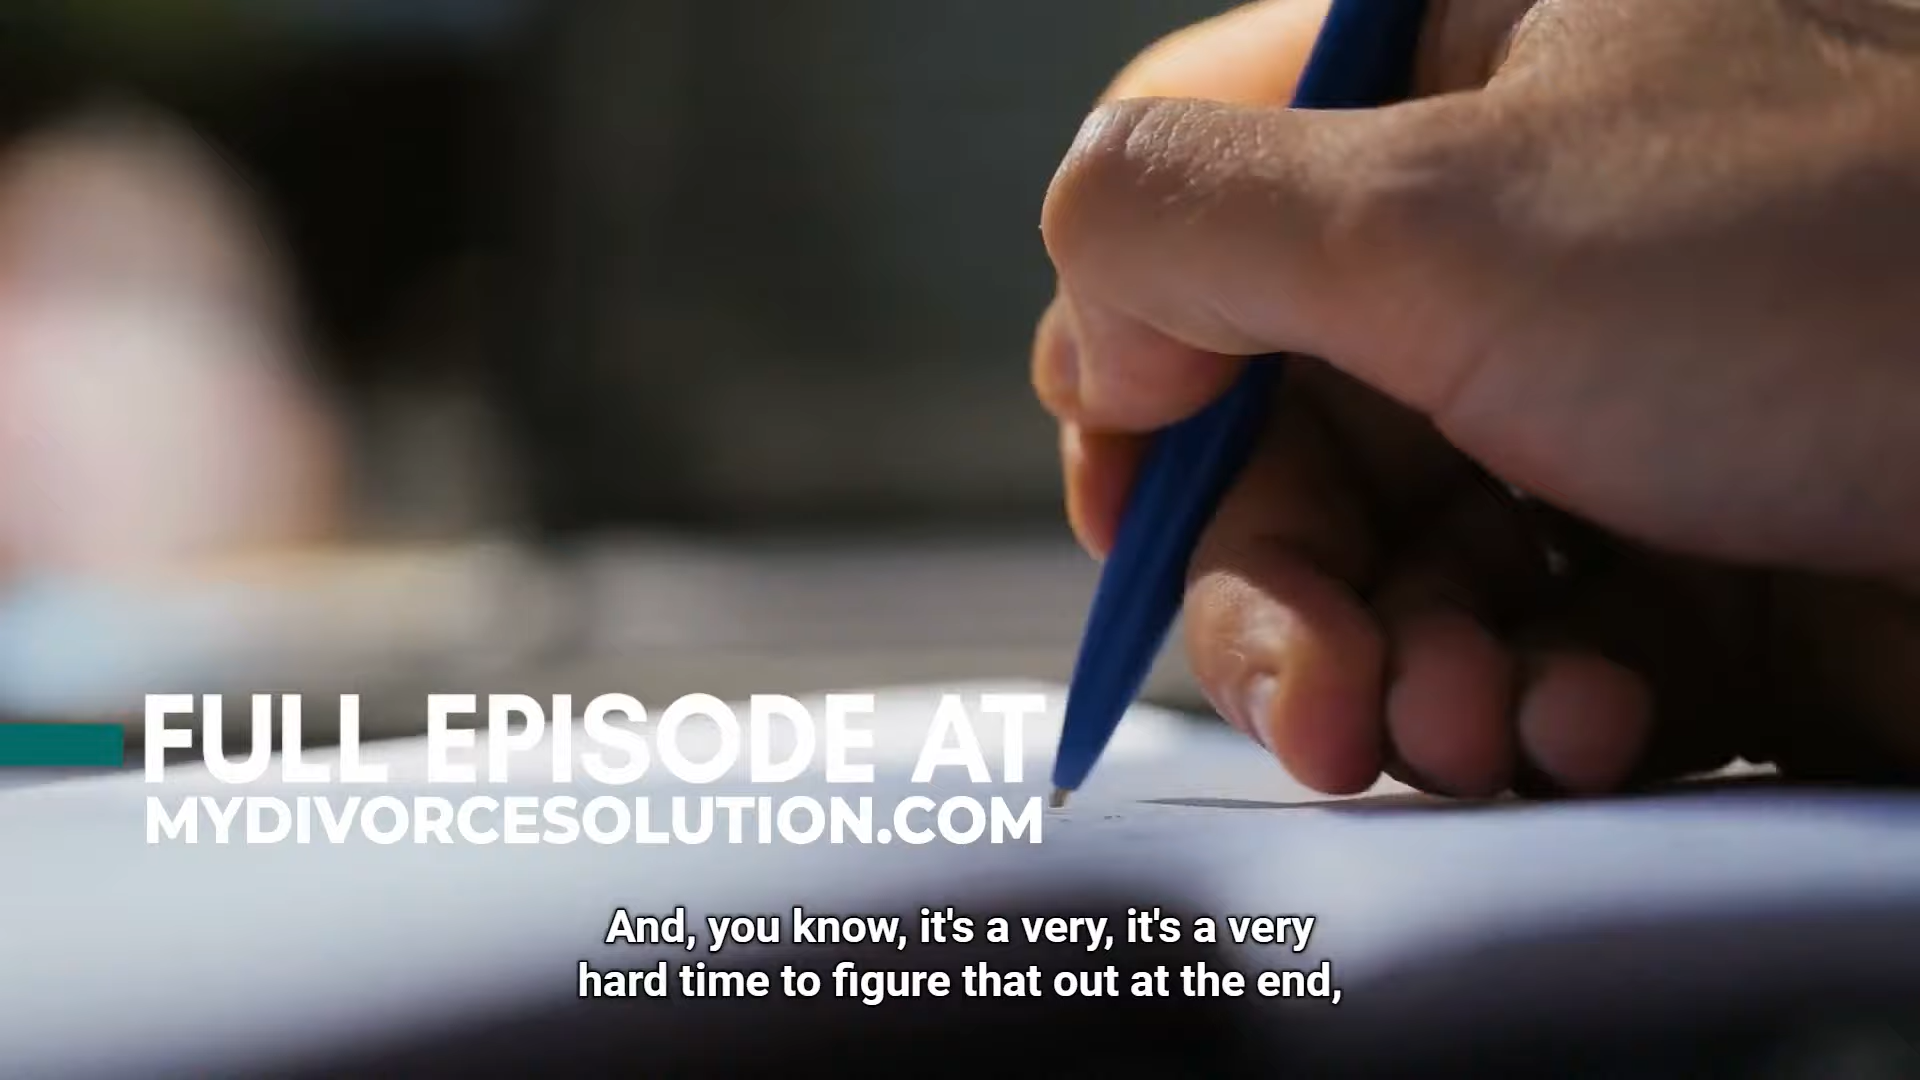 FULL EPISODE AT
MYDIVORCESOLUTION.COM
And, you know, it's a very, it's a very
hard time to figure that out at the end,